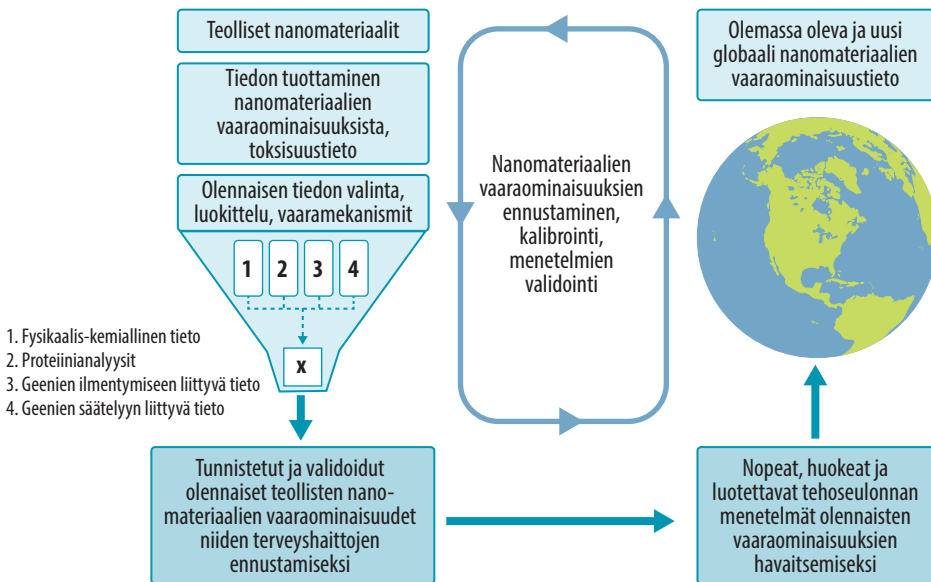 Teolliset nanomateriaalit
Tiedon tuottaminen
nanomateriaalien
vaaraominaisuuksista,
toksisuustieto
Olennaisen tiedon valinta,
luokittelu, vaaramekanismit
1 2 3 4
x
1. Fysikaalis-kemiallinen tieto
2. Proteiinianalyysit
3. Geenien ilmentymiseen liittyvä tieto
4. Geenien säätelyyn liittyvä tieto
Tunnistetut ja validoidut
olennaiset teollisten nano-
materiaalien vaaraominaisuudet
niiden terveyshaittojen
ennustamiseksi
Nanomateriaalien
vaaraominaisuuksien
ennustaminen,
kalibrointi,
menetelmien
validointi
Olemassa oleva ja uusi
globaali nanomateriaalien
vaaraominaisuustieto
Nopeat, huokeat ja
luotettavat tehoseulonnan
menetelmät olennaisten
vaaraominaisuuksien
havaitsemiseksi